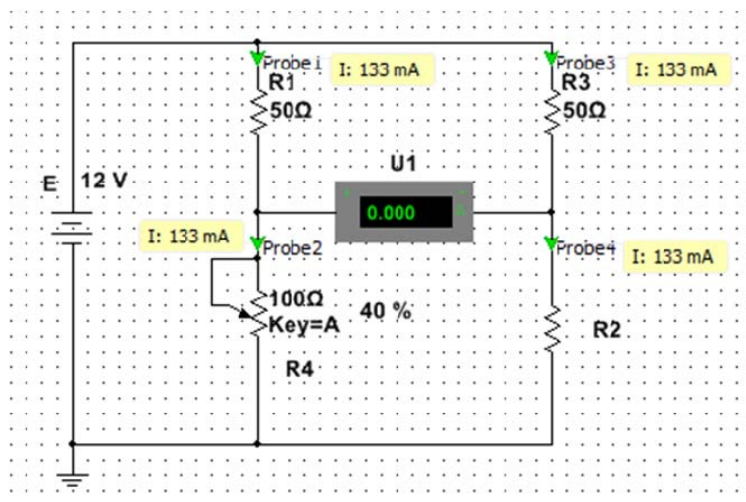 Probe1
I: 133 mA
R1
50Ω
Probe3
I: 133 mA
R3
50Ω
E
12 V
U1
0.000
I: 133 mA
Probe2
Probe4
I: 133 mA
100Ω
Key=A
40 %
R4
R2